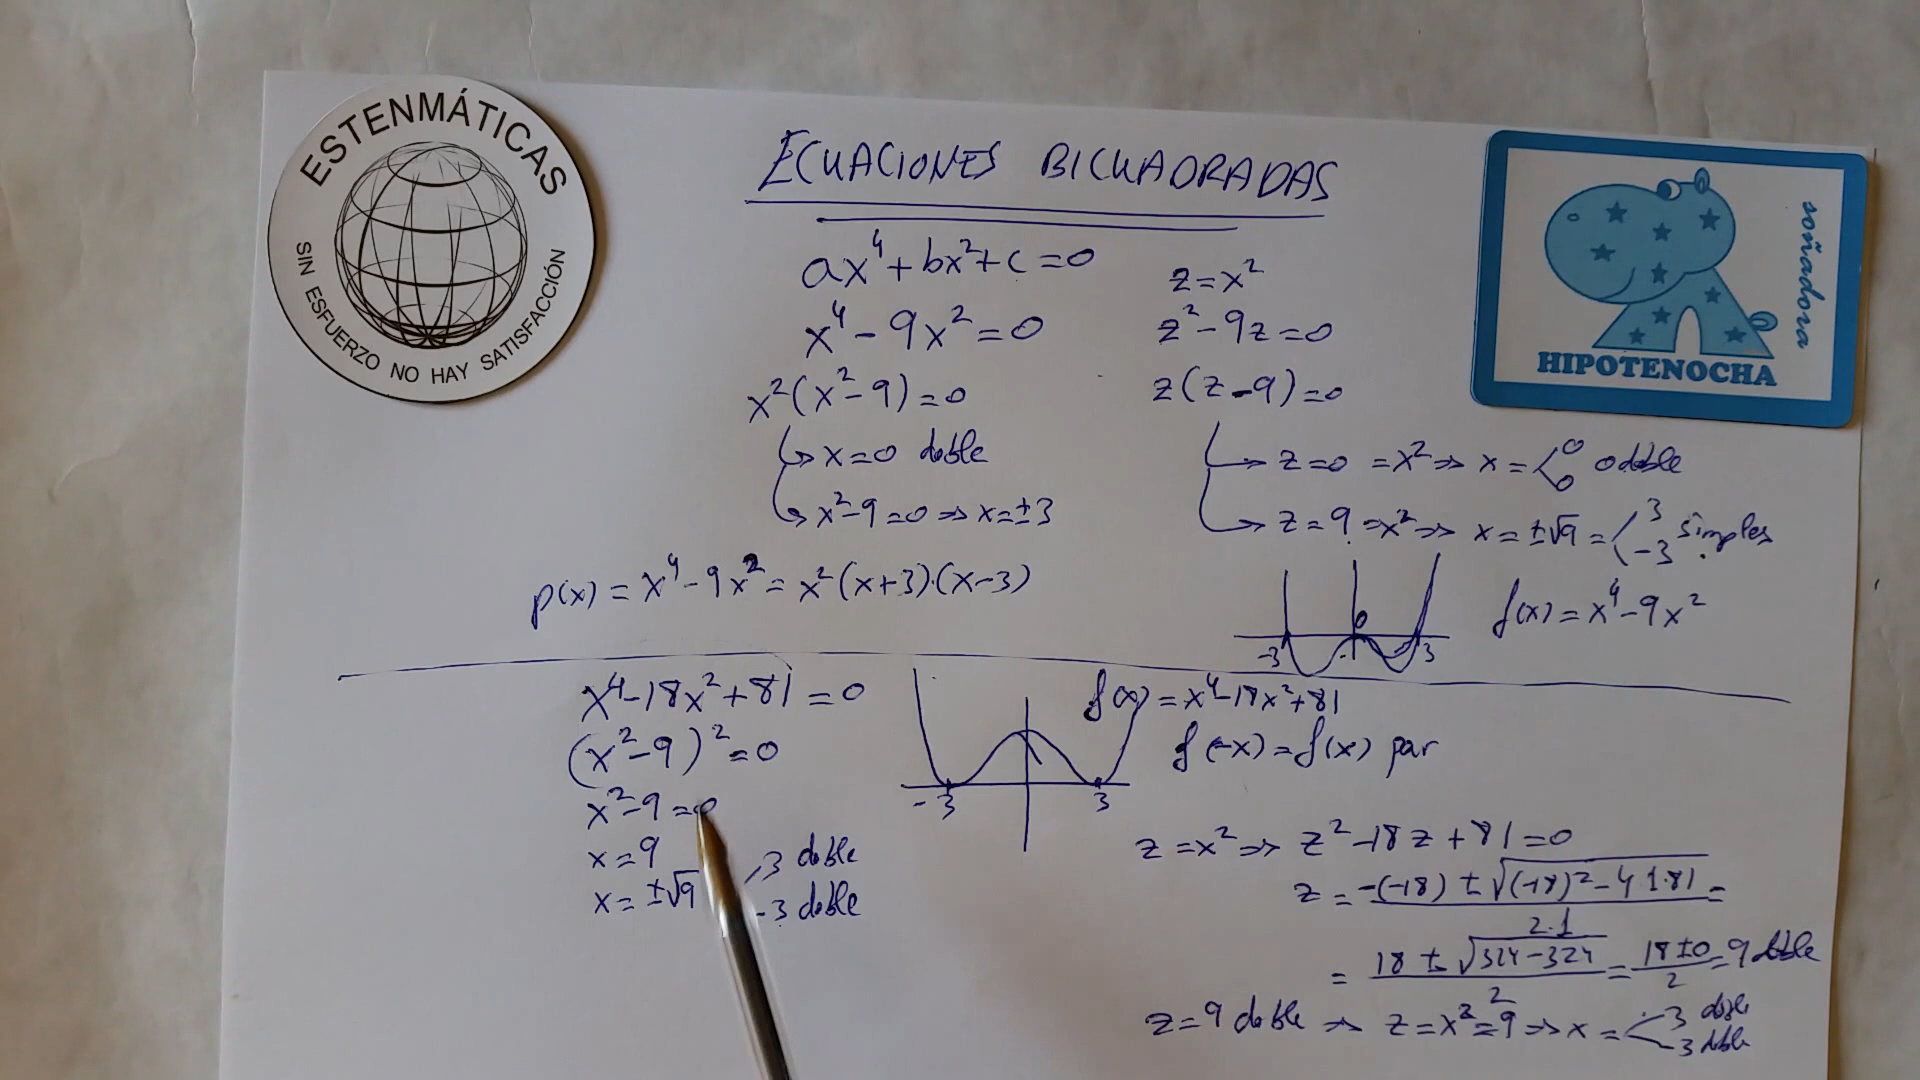 ESTENMÁTICAS
SIN ESFUERZO NO HAY SATISFACCIÓN
ECUACIONES BICUADRADAS
soñadora
HIPOTENOCHA
ax⁴+bx²+c=0
z=x²
x⁴-9x²=0
z²-9z=0
x²(x²-9)=0
z(z-9)=0
x=0 doble
z=0 =x² ⇒ x = 0 0 0 doble
x²-9=0 ⇒ x=±3
z=9 =x² ⇒ x=±√9 = 3 -3 simples
p(x) = x⁴-9x² = x²(x+3)·(x-3)
-3 0 3
f(x)=x⁴-9x²
x⁴-18x²+81=0
(x²-9)²=0
x²-9=0
x=9
x=±√9 3 doble
-3 doble
-3 3
f(x)=x⁴-18x²+81
f(-x)=f(x) par
z=x² ⇒ z²-18z+81=0
z = (-(-18) ± √((-18)²-4·1·81))/(2·1) =
= (18 ± √(324-324))/2 = (18±0)/2 = 9 doble
z=9 doble ⇒ z=x²=9 ⇒ x = 3 doble
-3 doble